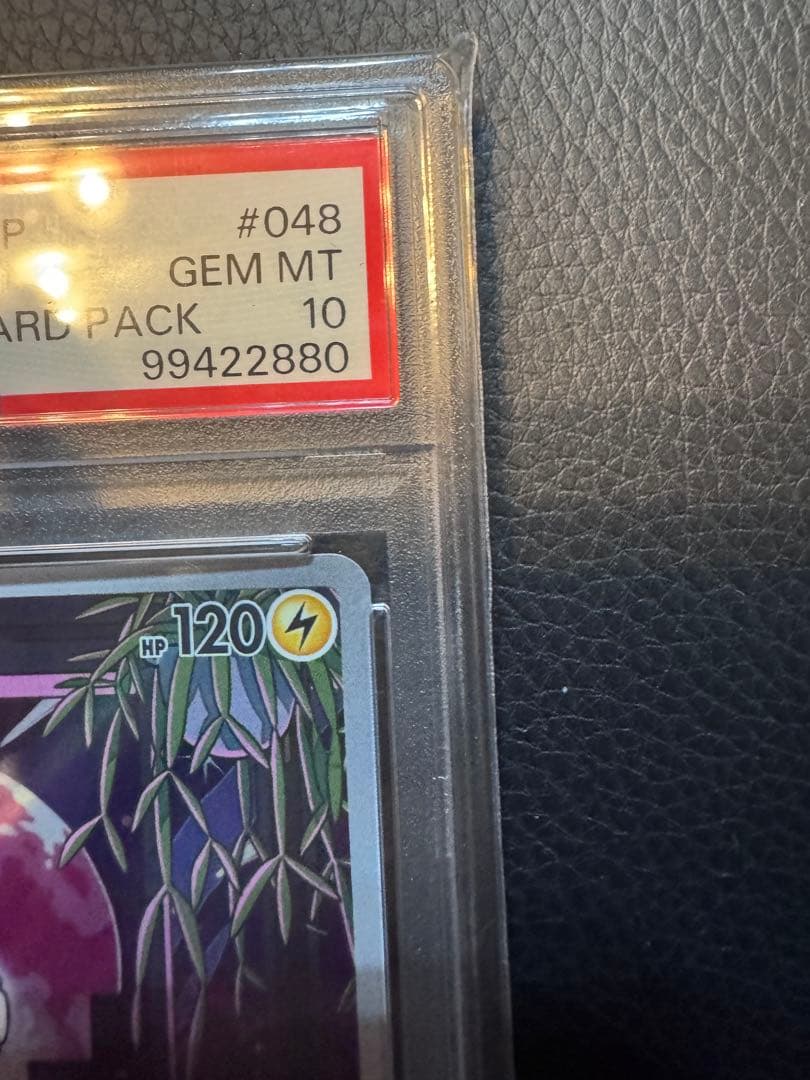 P #048
GEM MT
ARD PACK 10
99422880
HP 120